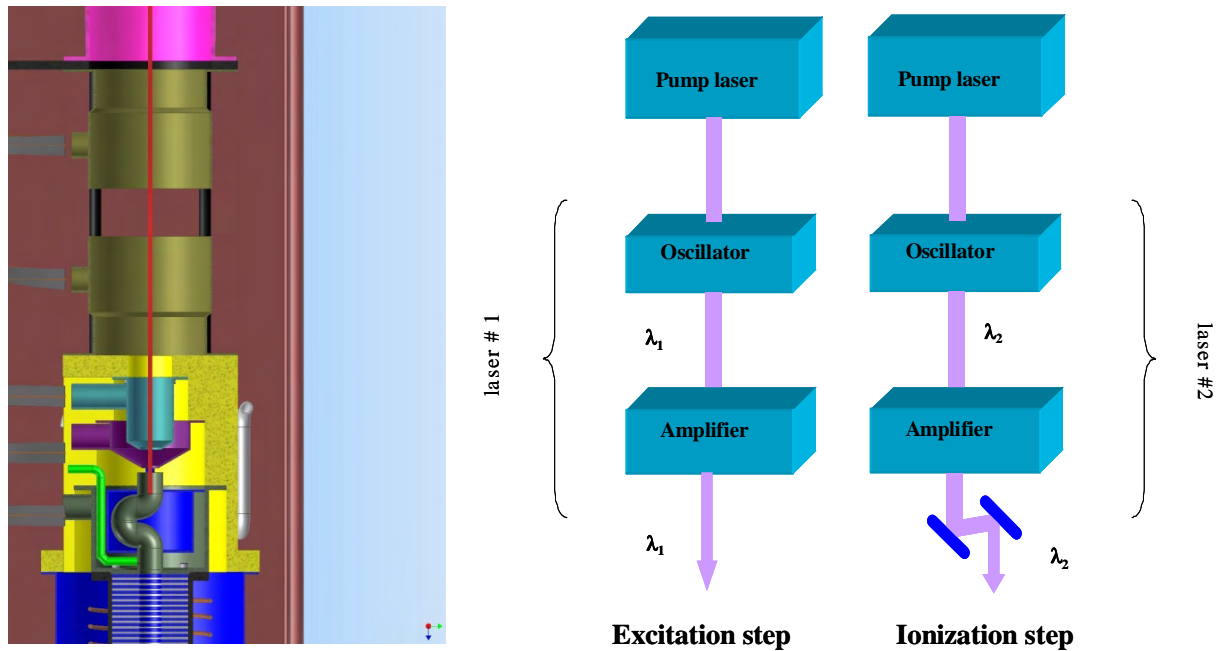 Pump laser
Pump laser
Oscillator
Oscillator
laser # 1
λ1
λ2
laser #2
Amplifier
Amplifier
λ1
λ2
Excitation step
Ionization step